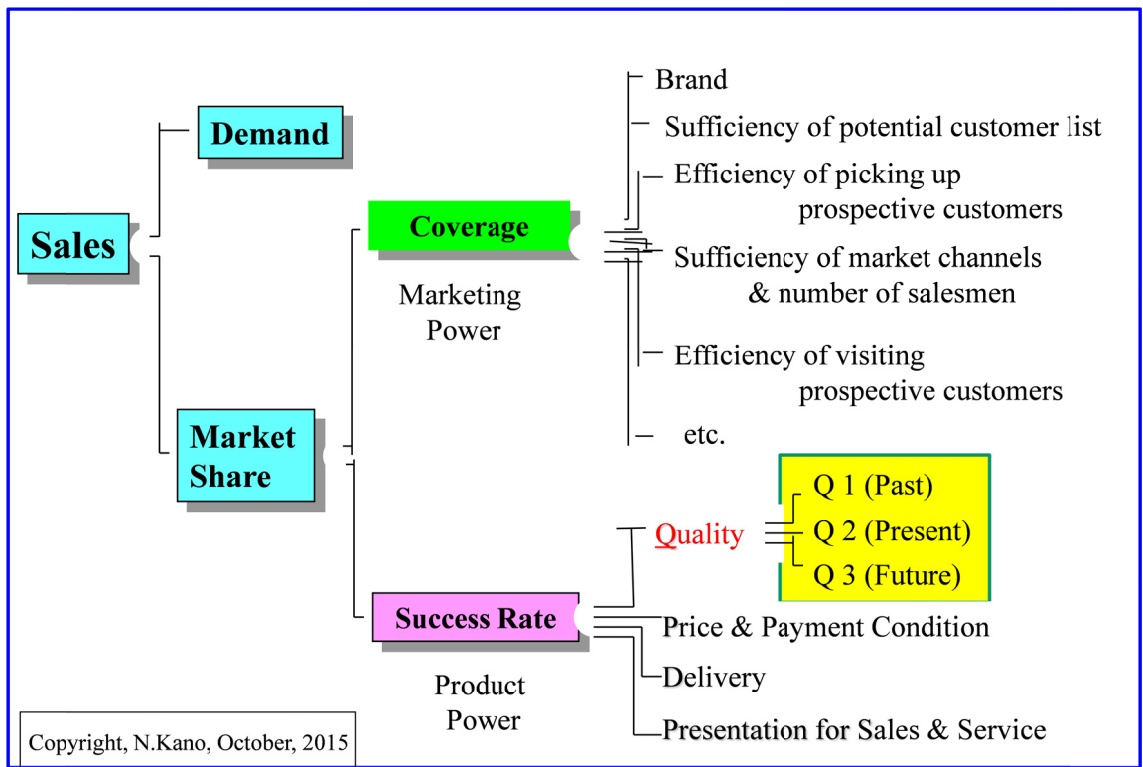 Sales
Demand
Market
Share
Coverage
Marketing
Power
Brand
Sufficiency of potential customer list
Efficiency of picking up
prospective customers
Sufficiency of market channels
& number of salesmen
Efficiency of visiting
prospective customers
etc.
Success Rate
Product
Power
Quality
Q 1 (Past)
Q 2 (Present)
Q 3 (Future)
Price & Payment Condition
Delivery
Presentation for Sales & Service
Copyright, N.Kano, October, 2015